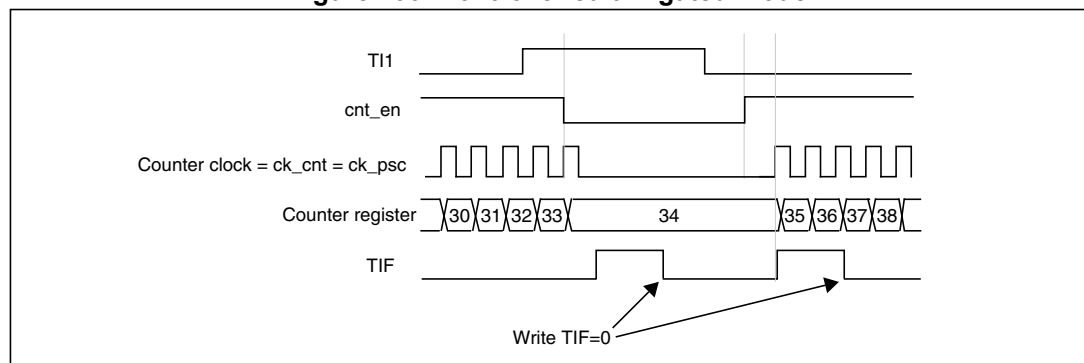 TI1
cnt_en
Counter clock = ck_cnt = ck_psc
Counter register 30 31 32 33 34 35 36 37 38
TIF
Write TIF=0